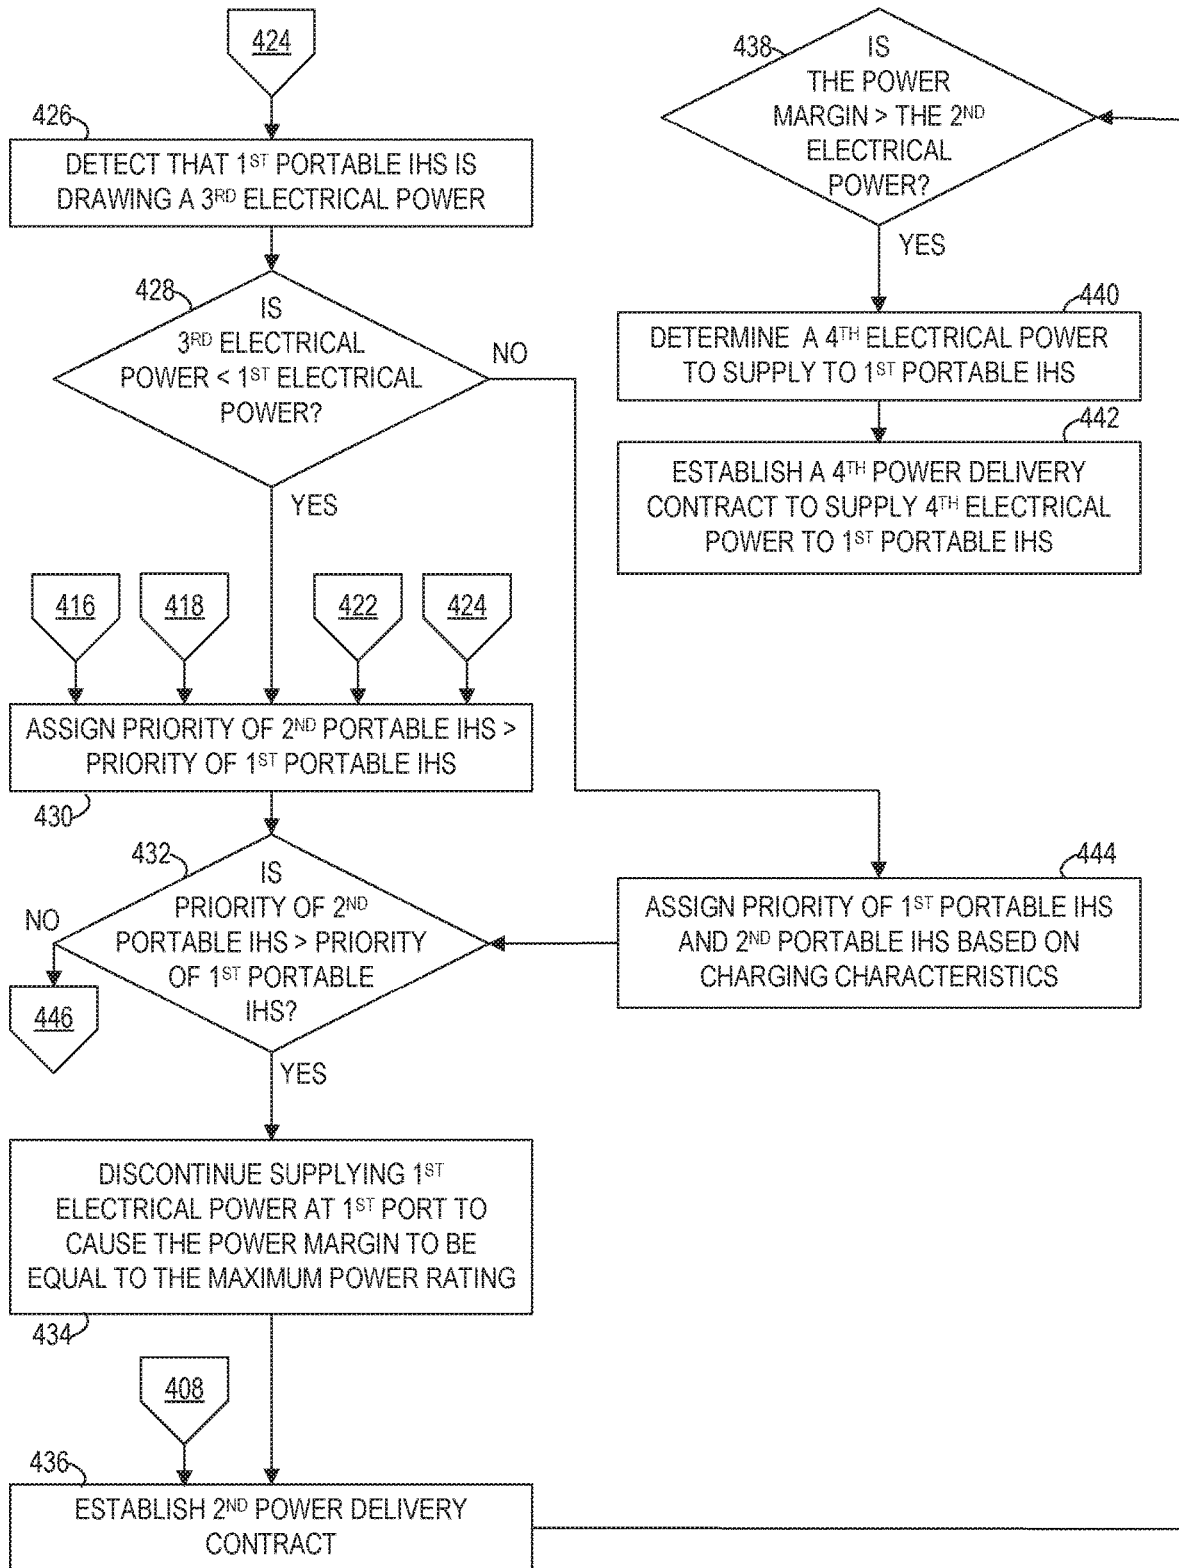 424
426
DETECT THAT 1ST PORTABLE IHS IS
DRAWING A 3RD ELECTRICAL POWER
428
IS
3RD ELECTRICAL
POWER < 1ST ELECTRICAL
POWER?
NO
YES
416
418
422
424
ASSIGN PRIORITY OF 2ND PORTABLE IHS >
PRIORITY OF 1ST PORTABLE IHS
430
432
IS
PRIORITY OF 2ND
PORTABLE IHS > PRIORITY
OF 1ST PORTABLE
IHS?
NO
446
YES
DISCONTINUE SUPPLYING 1ST
ELECTRICAL POWER AT 1ST PORT TO
CAUSE THE POWER MARGIN TO BE
EQUAL TO THE MAXIMUM POWER RATING
434
408
436
ESTABLISH 2ND POWER DELIVERY
CONTRACT
438
IS
THE POWER
MARGIN > THE 2ND
ELECTRICAL
POWER?
YES
440
DETERMINE A 4TH ELECTRICAL POWER
TO SUPPLY TO 1ST PORTABLE IHS
442
ESTABLISH A 4TH POWER DELIVERY
CONTRACT TO SUPPLY 4TH ELECTRICAL
POWER TO 1ST PORTABLE IHS
444
ASSIGN PRIORITY OF 1ST PORTABLE IHS
AND 2ND PORTABLE IHS BASED ON
CHARGING CHARACTERISTICS